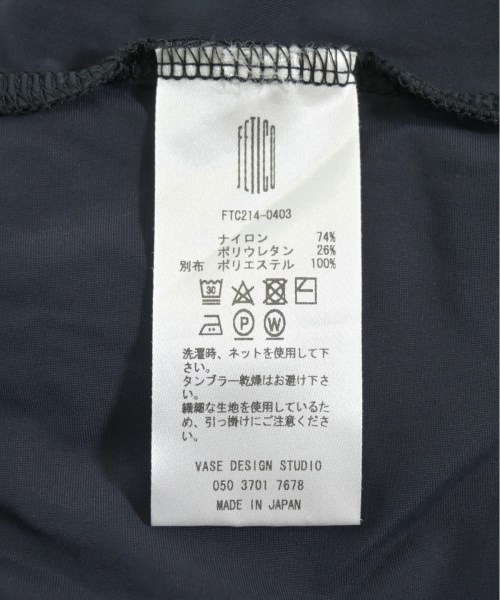 FETICO
FTC214-0403
ナイロン 74%
ポリウレタン 26%
別布 ポリエステル 100%
30
P W
洗濯時、ネットを使用して下
さい。
タンブラー乾燥はお避け下さ
い。
繊細な生地を使用しているた
め、引っ掛けにご注意くださ
い。
VASE DESIGN STUDIO
050 3701 7678
MADE IN JAPAN